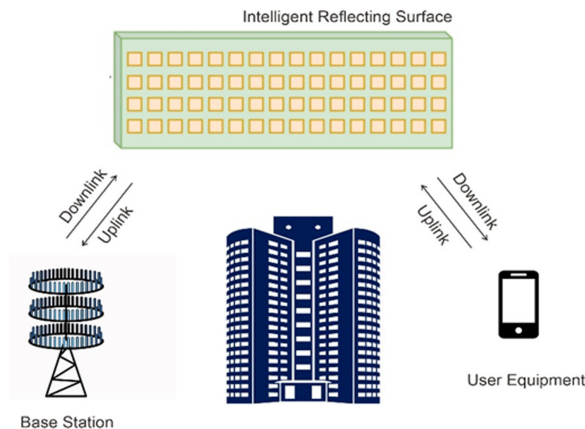 Intelligent Reflecting Surface
Downlink
Uplink
Downlink
Uplink
User Equipment
Base Station